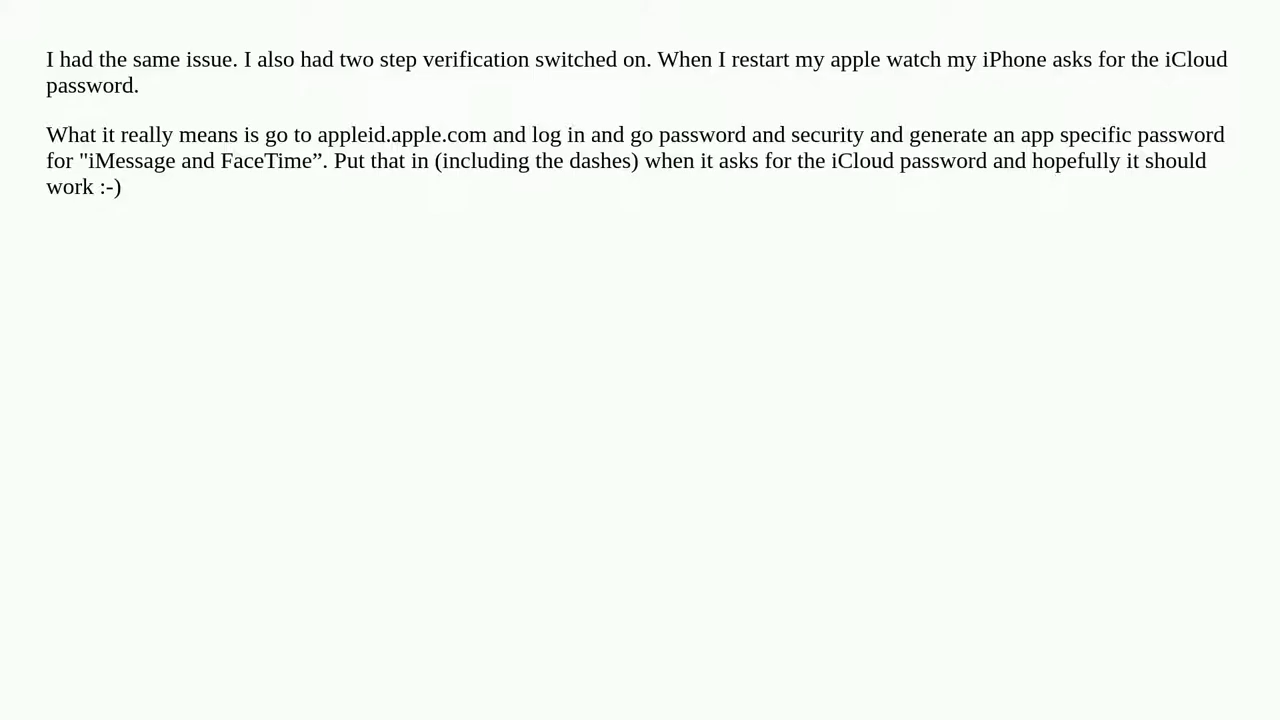 I had the same issue. I also had two step verification switched on. When I restart my apple watch my iPhone asks for the iCloud
password.
What it really means is go to appleid.apple.com and log in and go password and security and generate an app specific password
for "iMessage and FaceTime”. Put that in (including the dashes) when it asks for the iCloud password and hopefully it should
work :-)